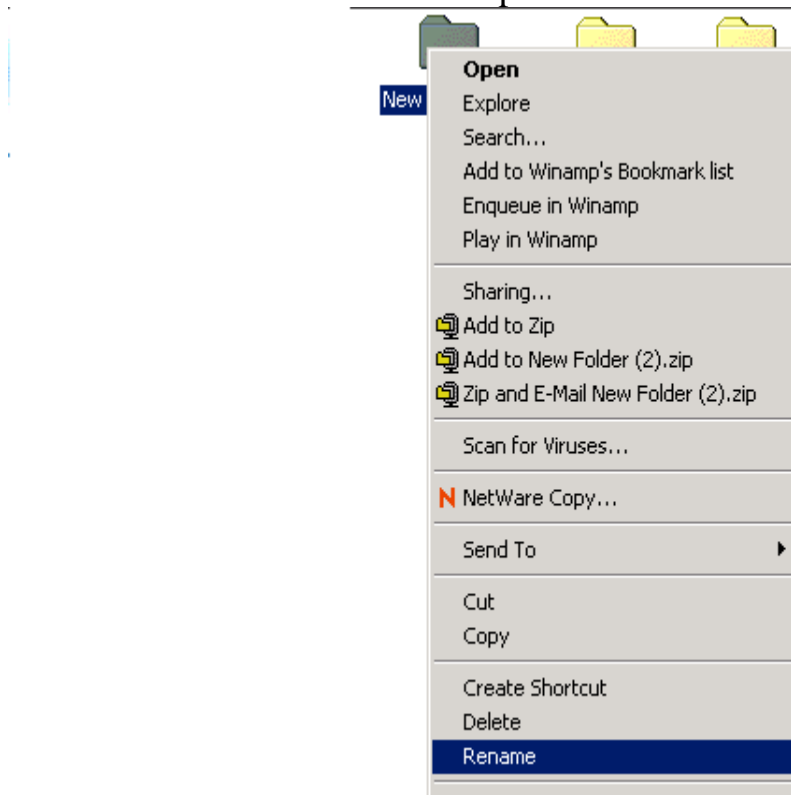 New
Open
Explore
Search...
Add to Winamp's Bookmark list
Enqueue in Winamp
Play in Winamp
Sharing...
Add to Zip
Add to New Folder (2).zip
Zip and E-Mail New Folder (2).zip
Scan for Viruses...
N NetWare Copy...
Send To
Cut
Copy
Create Shortcut
Delete
Rename